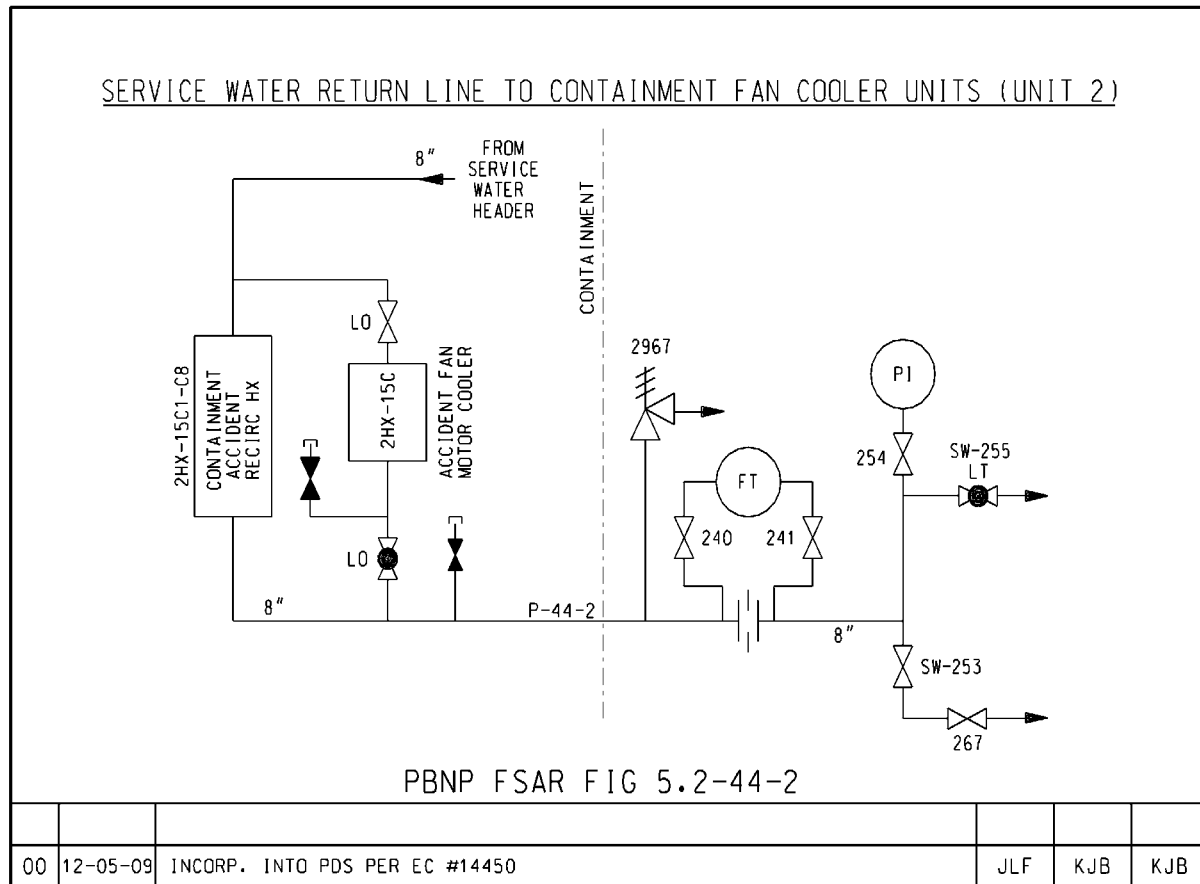 SERVICE WATER RETURN LINE TO CONTAINMENT FAN COOLER UNITS (UNIT 2)
8"
FROM
SERVICE
WATER
HEADER
CONTAINMENT
LO
2HX-15C1-C8
CONTAINMENT
ACCIDENT
RECIRC HX
2HX-15C
ACCIDENT FAN
MOTOR COOLER
LO
8"
P-44-2
2967
FT
240
241
8"
PI
254
SW-255
LT
SW-253
267
PBNP FSAR FIG 5.2-44-2
00 12-05-09 INCORP. INTO PDS PER EC #14450 JLF KJB KJB